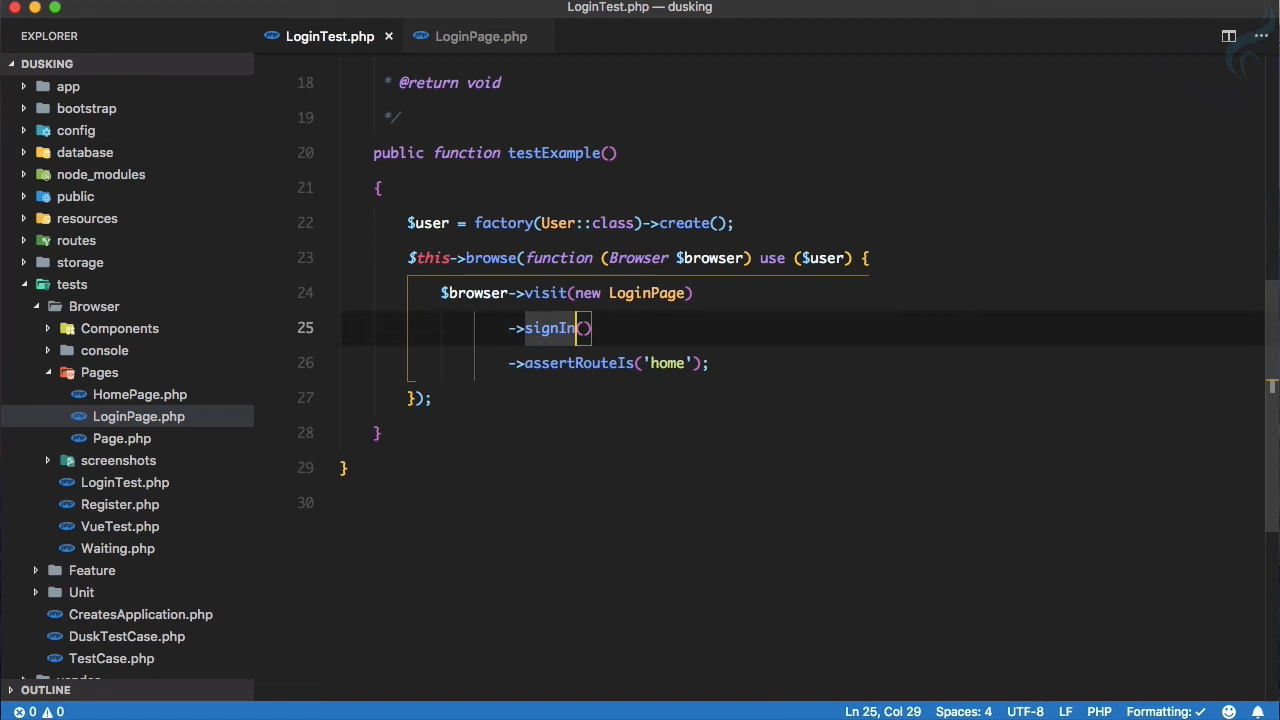 LoginTest.php — dusking
EXPLORER
LoginTest.php
LoginPage.php
DUSKING
app
bootstrap
config
database
node_modules
public
resources
routes
storage
tests
Browser
Components
console
Pages
HomePage.php
LoginPage.php
Page.php
screenshots
LoginTest.php
Register.php
VueTest.php
Waiting.php
Feature
Unit
CreatesApplication.php
DuskTestCase.php
TestCase.php
OUTLINE
18 * @return void
19 */
20 public function testExample()
21 {
22 $user = factory(User::class)->create();
23 $this->browse(function (Browser $browser) use ($user) {
24 $browser->visit(new LoginPage)
25 ->signIn()
26 ->assertRouteIs('home');
27 });
28 }
29 }
30
0 0
Ln 25, Col 29 Spaces: 4 UTF-8 LF PHP Formatting: ✓